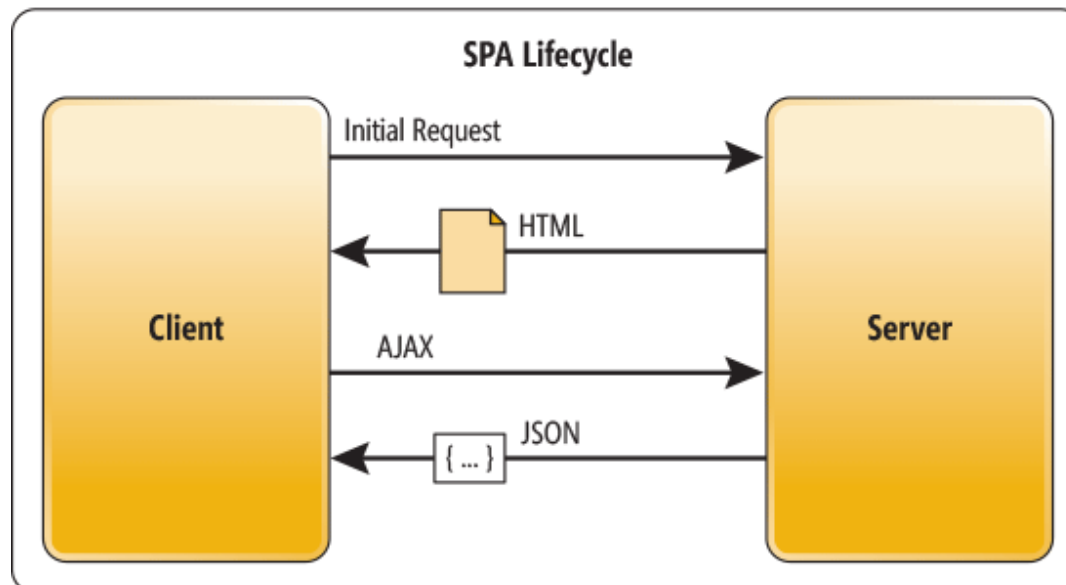 SPA Lifecycle
Initial Request
HTML
Client
Server
AJAX
JSON
{ ... }